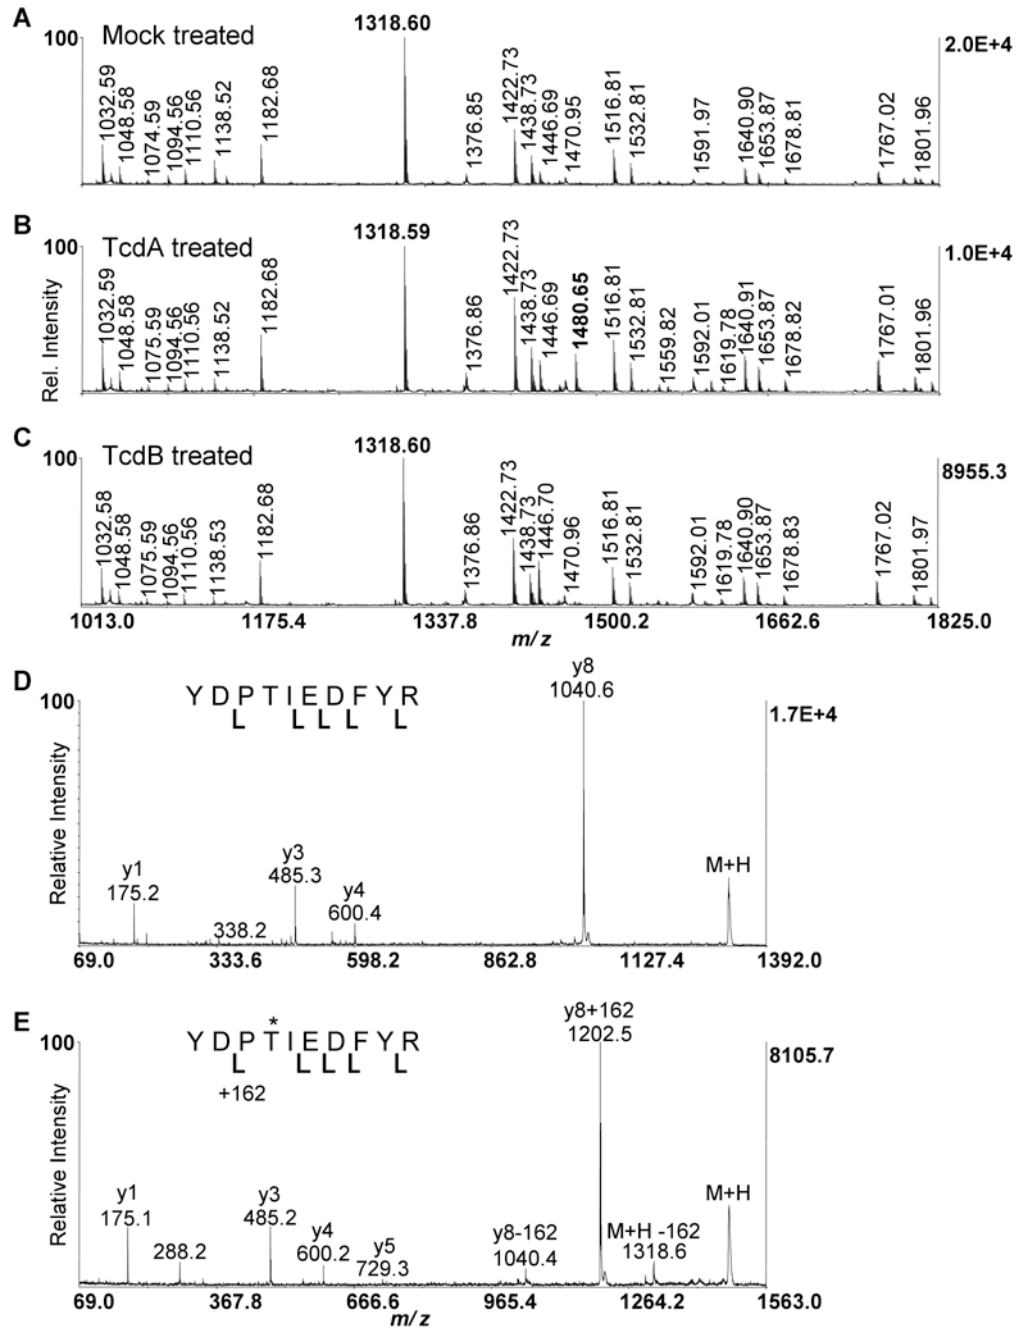 A
Mock treated
1318.60
100
2.0E+4
1032.59
1048.58
1074.59
1094.56
1110.56
1138.52
1182.68
1376.85
1422.73
1438.73
1446.69
1470.95
1516.81
1532.81
1591.97
1640.90
1653.87
1678.81
1767.02
1801.96
B
TcdA treated
1318.59
100
1.0E+4
Rel. Intensity
1032.59
1048.58
1075.59
1094.56
1110.56
1138.52
1182.68
1376.86
1422.73
1438.73
1446.69
1480.65
1516.81
1532.81
1559.82
1592.01
1619.78
1640.91
1653.87
1678.82
1767.01
1801.96
C
TcdB treated
1318.60
100
8955.3
1032.58
1048.58
1075.59
1094.56
1110.56
1138.53
1182.68
1376.86
1422.73
1438.73
1446.70
1470.96
1516.81
1532.81
1592.01
1619.78
1640.90
1653.87
1678.83
1767.02
1801.97
1013.0 1175.4 1337.8 1500.2 1662.6 1825.0
m/z
D
Y D P T I E D F Y R
L L L L L
y8
1040.6
100
1.7E+4
Relative Intensity
y1
175.2
338.2
y3
485.3
y4
600.4
M+H
69.0 333.6 598.2 862.8 1127.4 1392.0
E
*
Y D P T I E D F Y R
L L L L L
+162
y8+162
1202.5
100
8105.7
Relative Intensity
y1
175.1
288.2
y3
485.2
y4
600.2
y5
729.3
y8-162
1040.4
M+H -162
1318.6
M+H
69.0 367.8 666.6 965.4 1264.2 1563.0
m/z